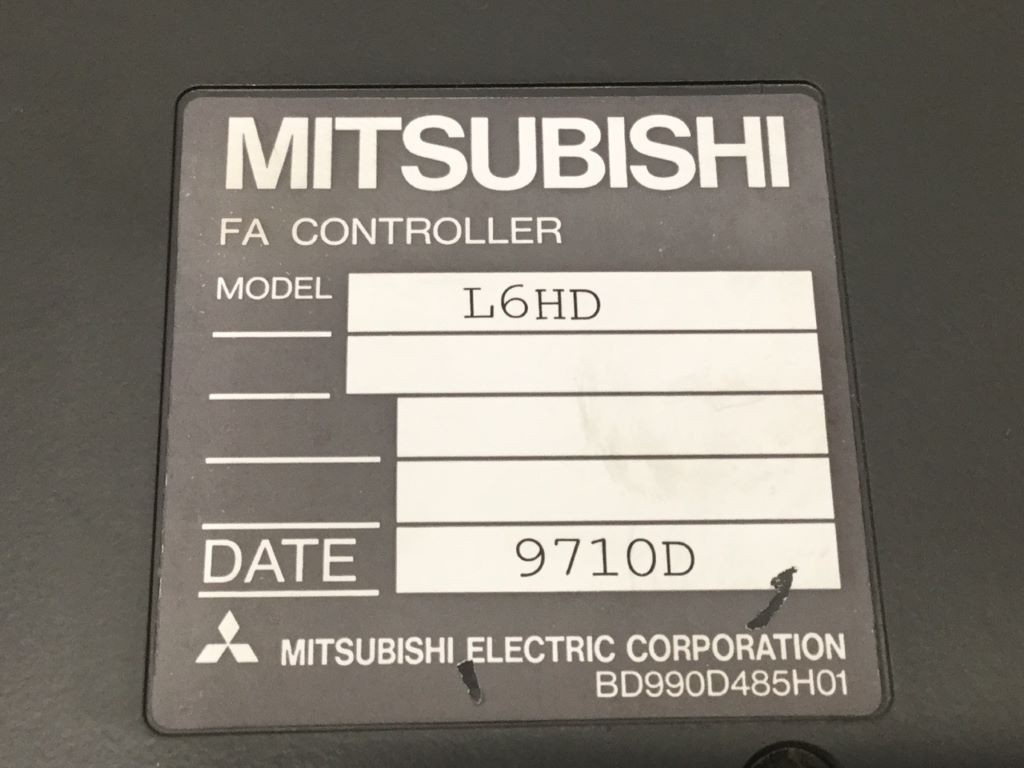 MITSUBISHI
FA CONTROLLER
MODEL L6HD
DATE 9710D
MITSUBISHI ELECTRIC CORPORATION
BD990D485H01